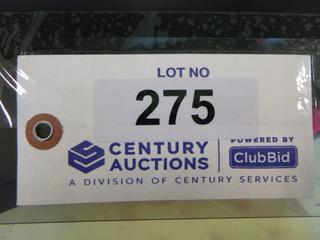 LOT NO
275
CENTURY
AUCTIONS
POWERED BY
ClubBid
A DIVISION OF CENTURY SERVICES